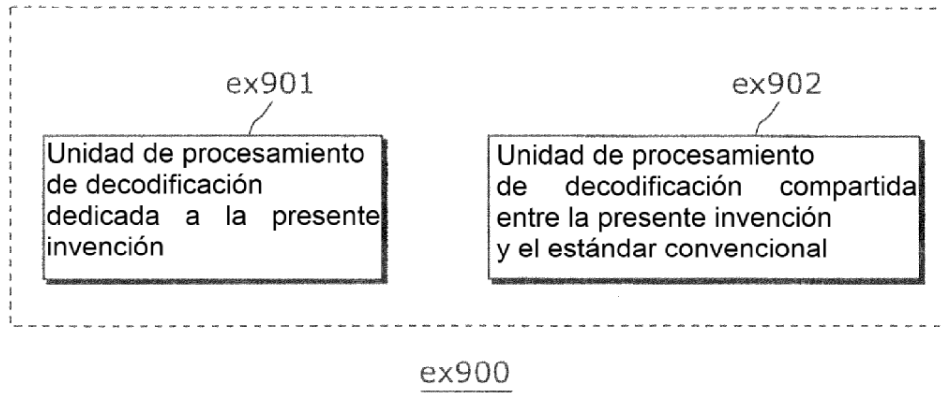 ex901
ex902
Unidad de procesamiento
de decodificación
dedicada a la presente
invención
Unidad de procesamiento
de decodificación compartida
entre la presente invención
y el estándar convencional
ex900